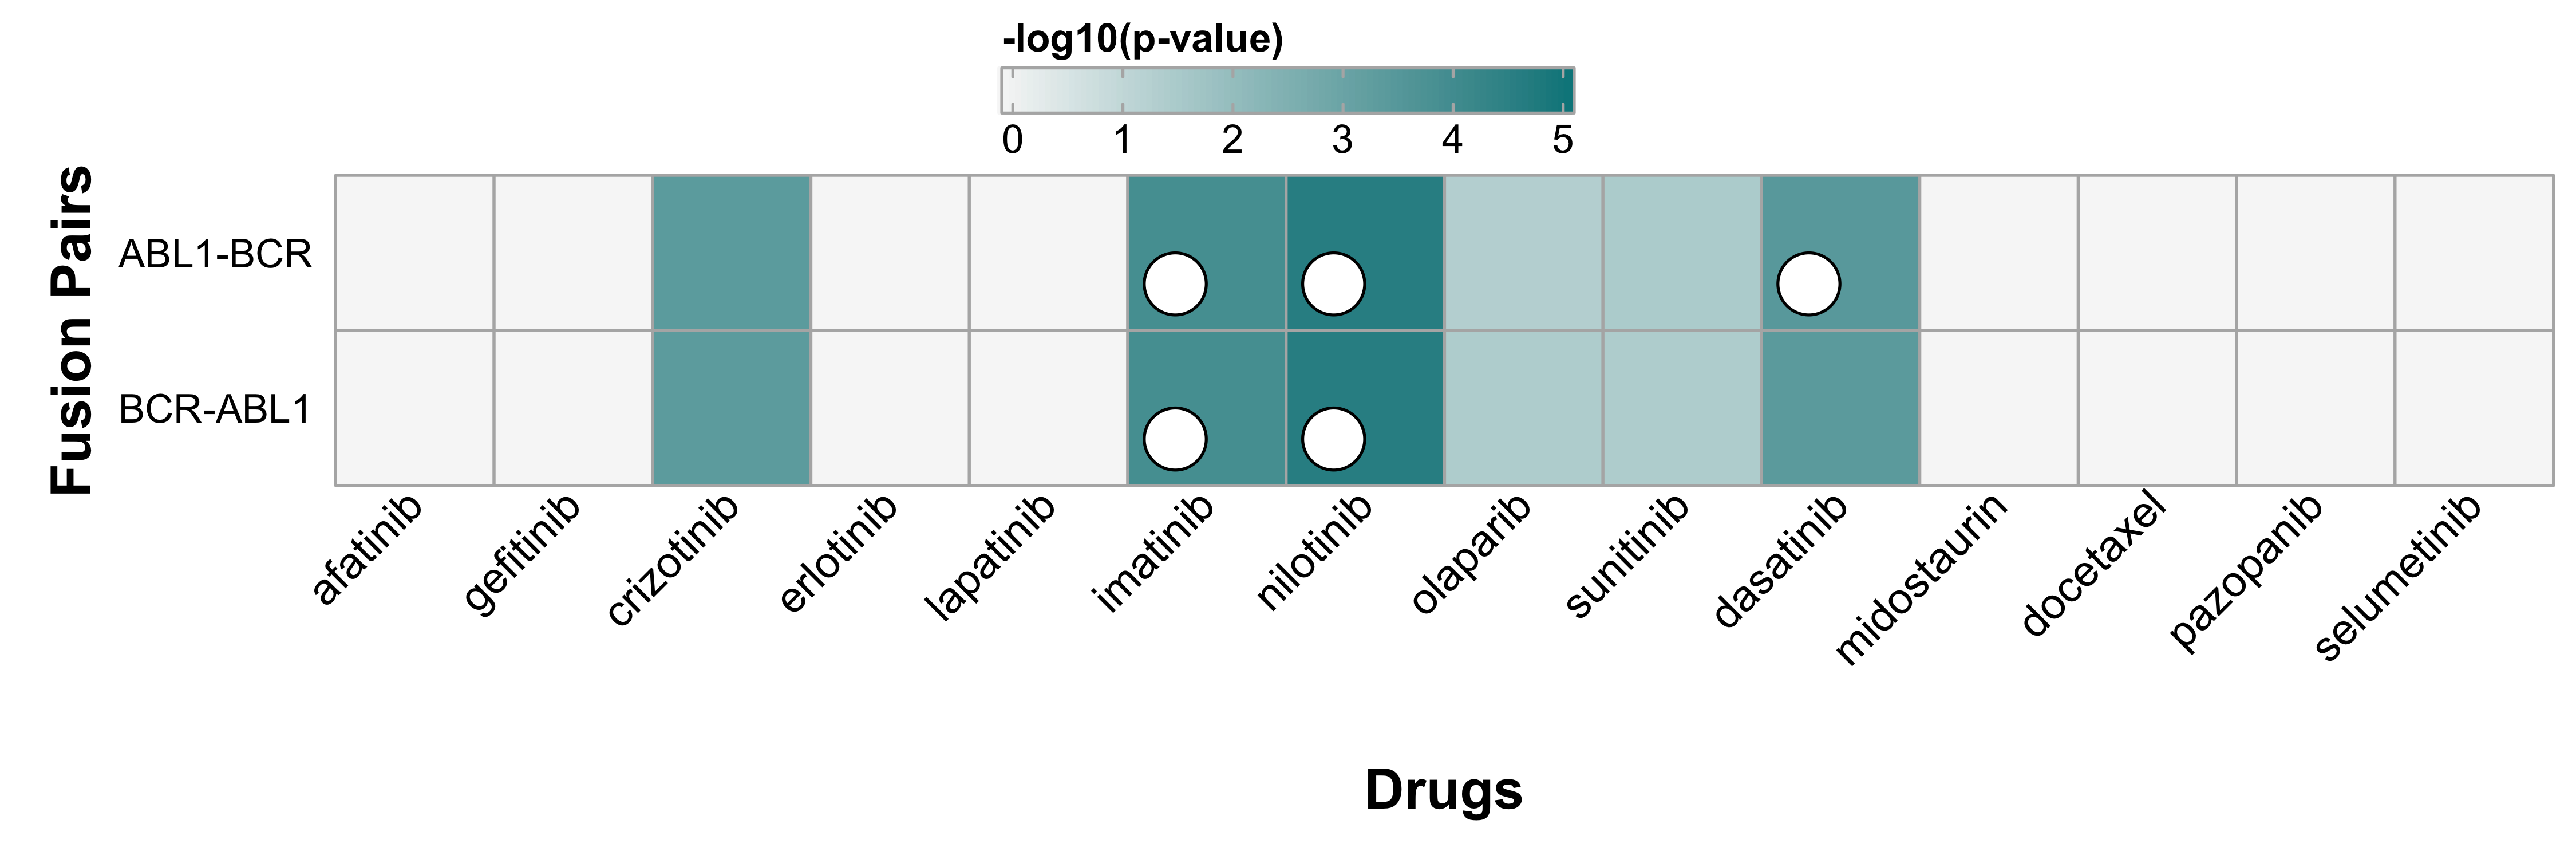 -log10(p-value)
0 1 2 3 4 5
Fusion Pairs
ABL1-BCR
BCR-ABL1
afatinib gefitinib crizotinib erlotinib lapatinib imatinib nilotinib olaparib sunitinib dasatinib midostaurin docetaxel pazopanib selumetinib
Drugs